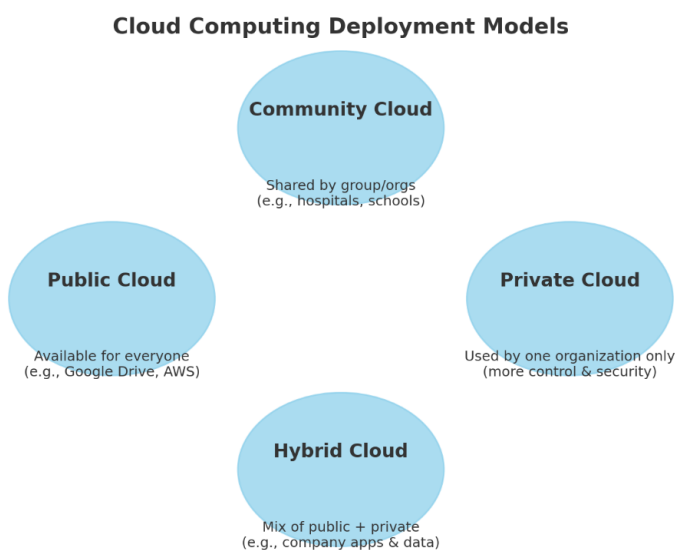 Cloud Computing Deployment Models
Community Cloud
Shared by group/orgs
(e.g., hospitals, schools)
Public Cloud
Available for everyone
(e.g., Google Drive, AWS)
Private Cloud
Used by one organization only
(more control & security)
Hybrid Cloud
Mix of public + private
(e.g., company apps & data)